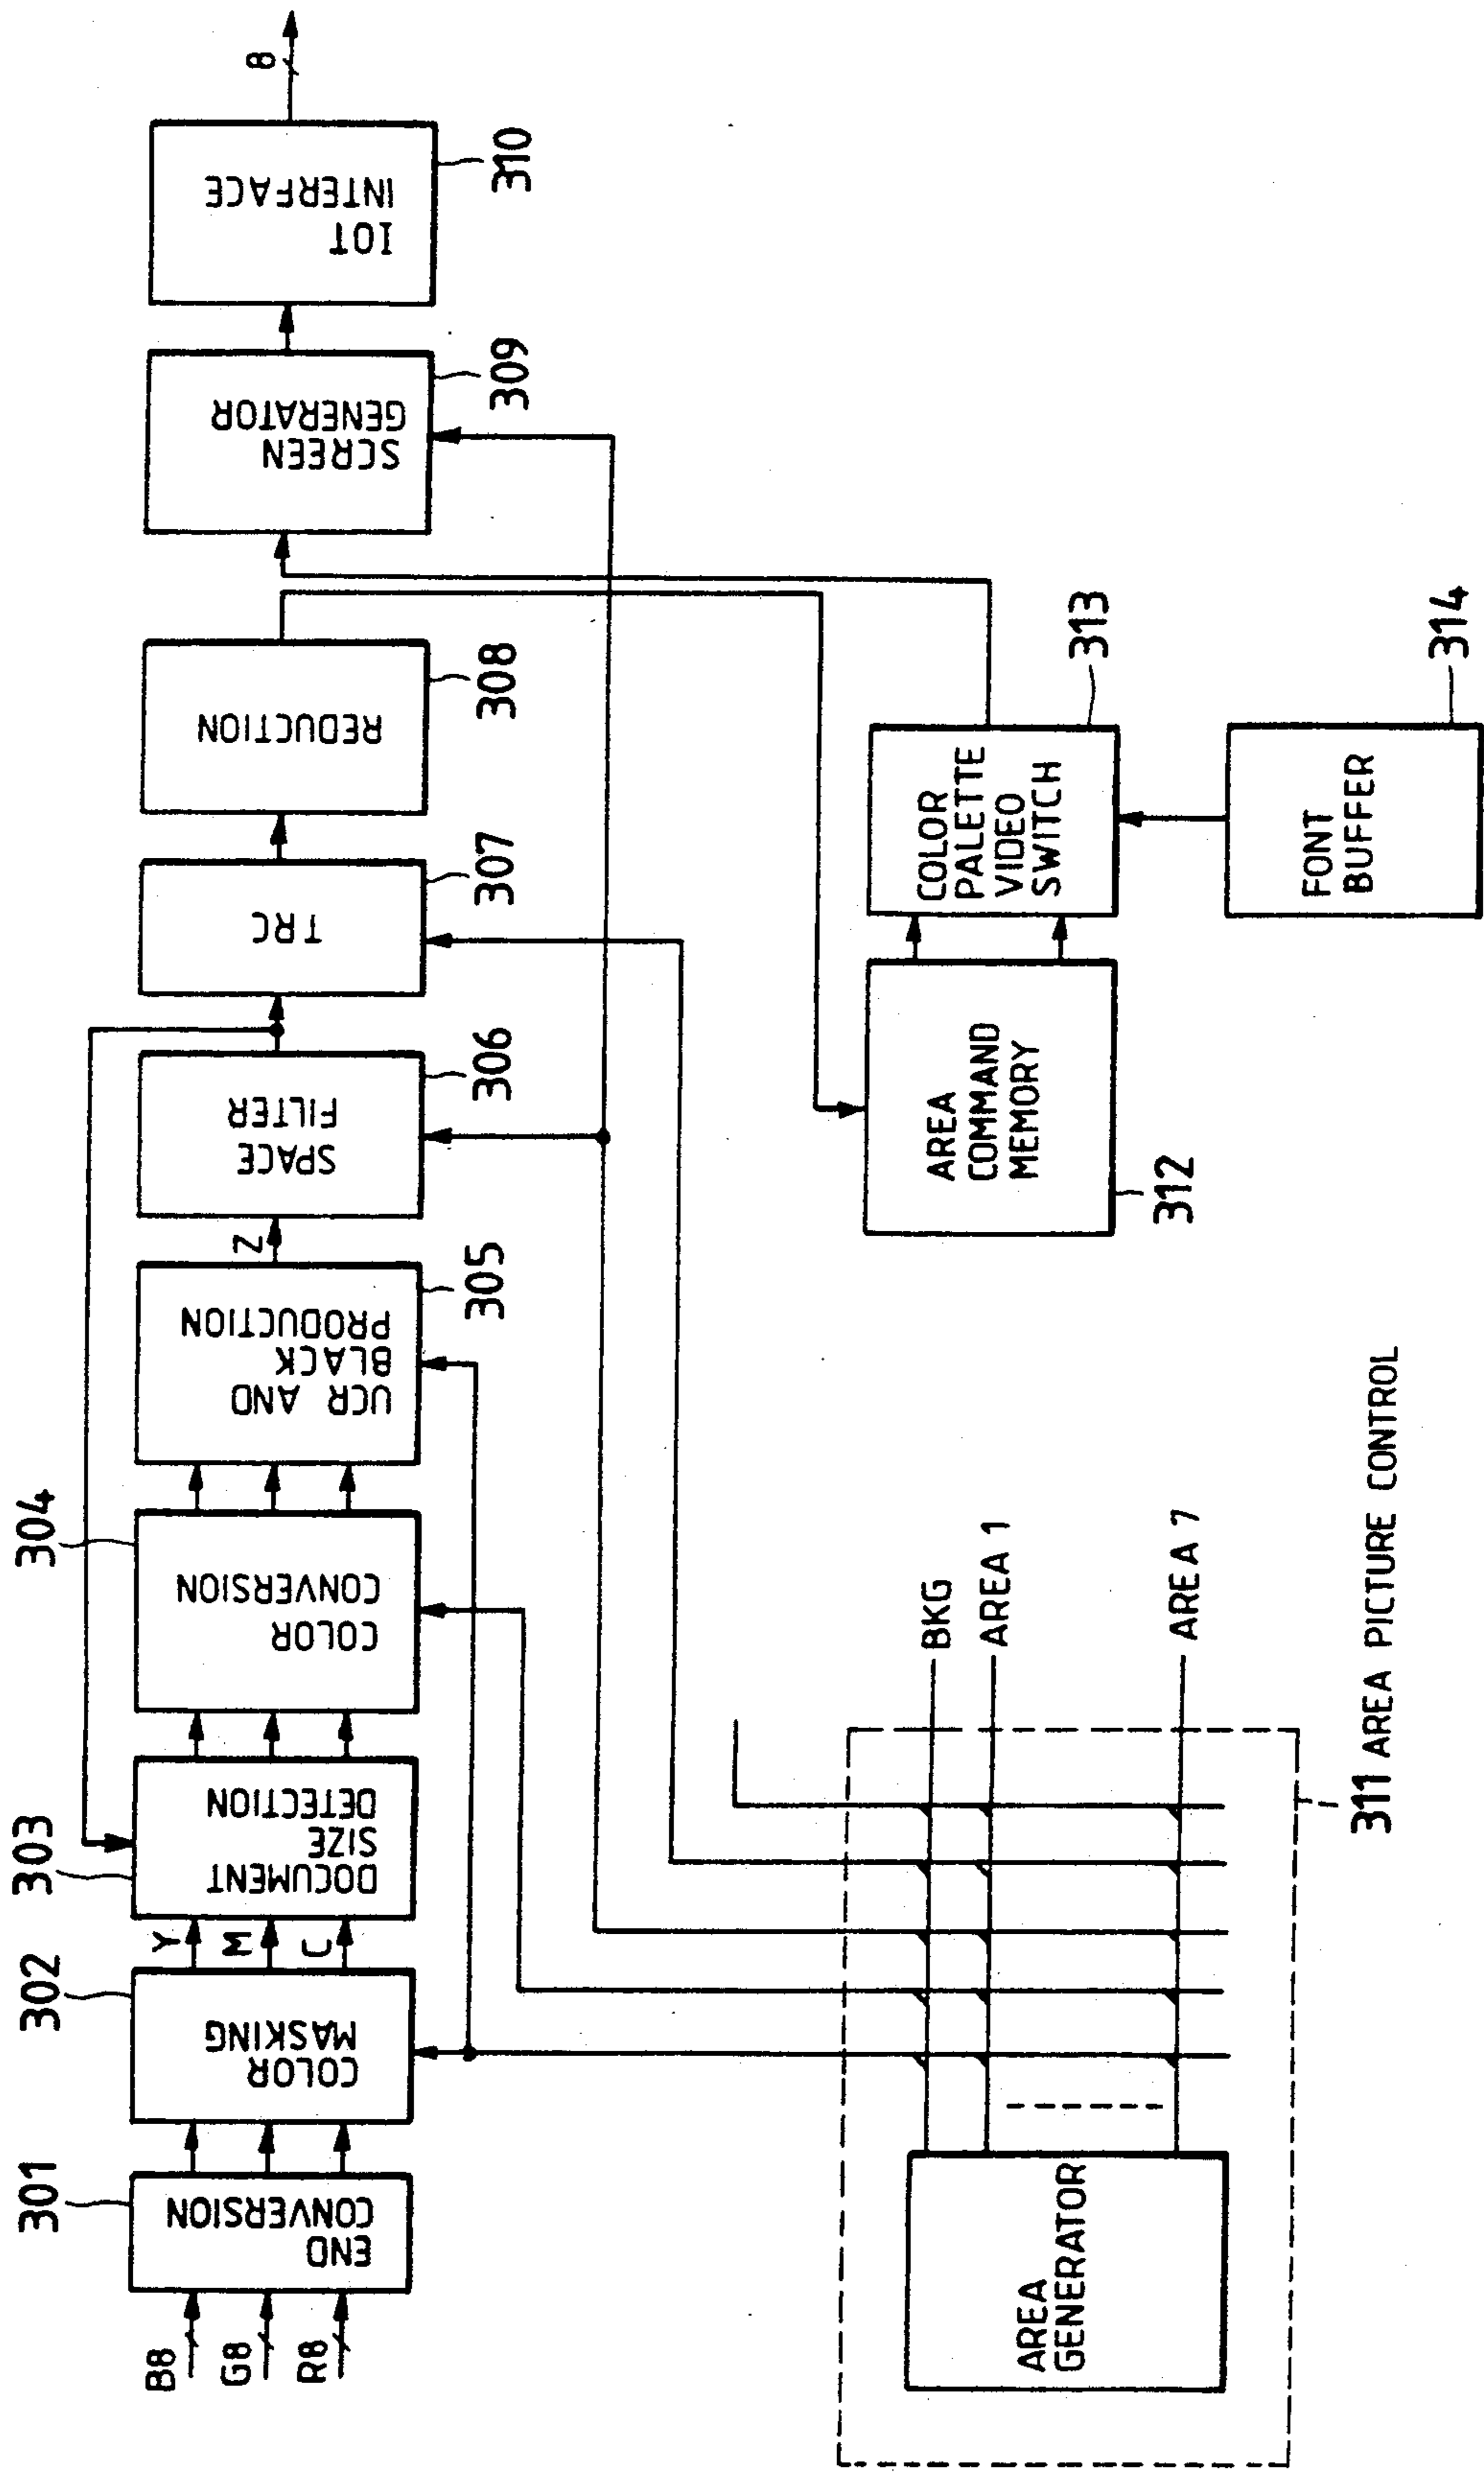 B8
G8
R8
301
END
CONVERSION
302
COLOR
MASKING
Y
M
C
303
DOCUMENT
SIZE
DETECTION
304
COLOR
CONVERSION
305
UCR AND
BLACK
PRODUCTION
Z
306
SPACE
FILTER
307
TRC
308
REDUCTION
309
SCREEN
GENERATOR
310
IOT
INTERFACE
8
AREA
GENERATOR
BKG
AREA 1
AREA 7
311 AREA PICTURE CONTROL
312
AREA
COMMAND
MEMORY
313
COLOR
PALETTE
VIDEO
SWITCH
314
FONT
BUFFER